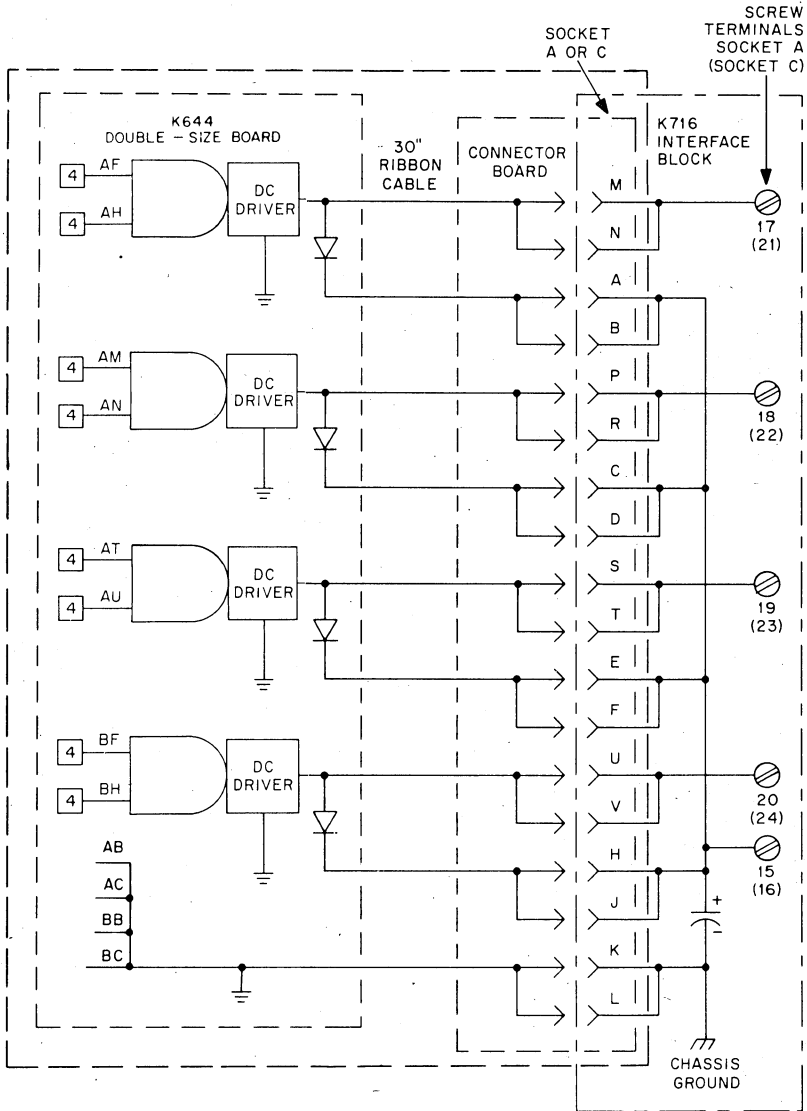 SCREW
TERMINALS
SOCKET A
(SOCKET C)
SOCKET
A OR C
K644
DOUBLE - SIZE BOARD
30"
RIBBON
CABLE
CONNECTOR
BOARD
K716
INTERFACE
BLOCK
4 AF
4 AH
DC
DRIVER
M
N
17
(21)
A
B
4 AM
4 AN
DC
DRIVER
P
R
18
(22)
C
D
4 AT
4 AU
DC
DRIVER
S
T
19
(23)
E
F
4 BF
4 BH
DC
DRIVER
U
V
20
(24)
AB
AC
BB
BC
H
J
15
(16)
+
-
K
L
CHASSIS
GROUND